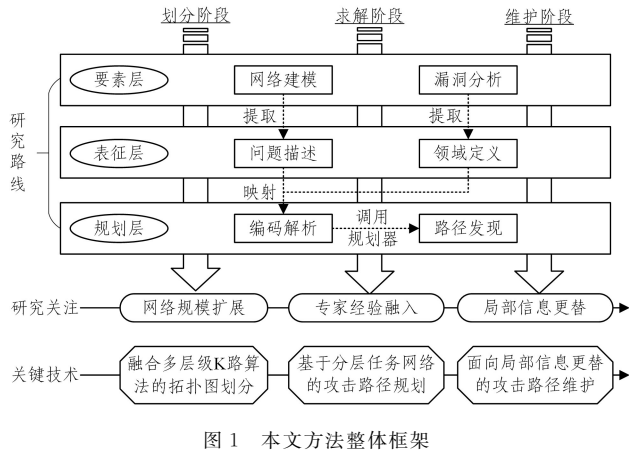 划分阶段 求解阶段 维护阶段
要素层 网络建模 漏洞分析
提取 提取
研究路线
表征层 问题描述 领域定义
映射
规划层 编码解析 调用 路径发现
规划器
研究关注 网络规模扩展 专家经验融入 局部信息更替
关键技术
融合多层级K路算
法的拓扑图划分
基于分层任务网络
的攻击路径规划
面向局部信息更替
的攻击路径维护
图 1 本文方法整体框架